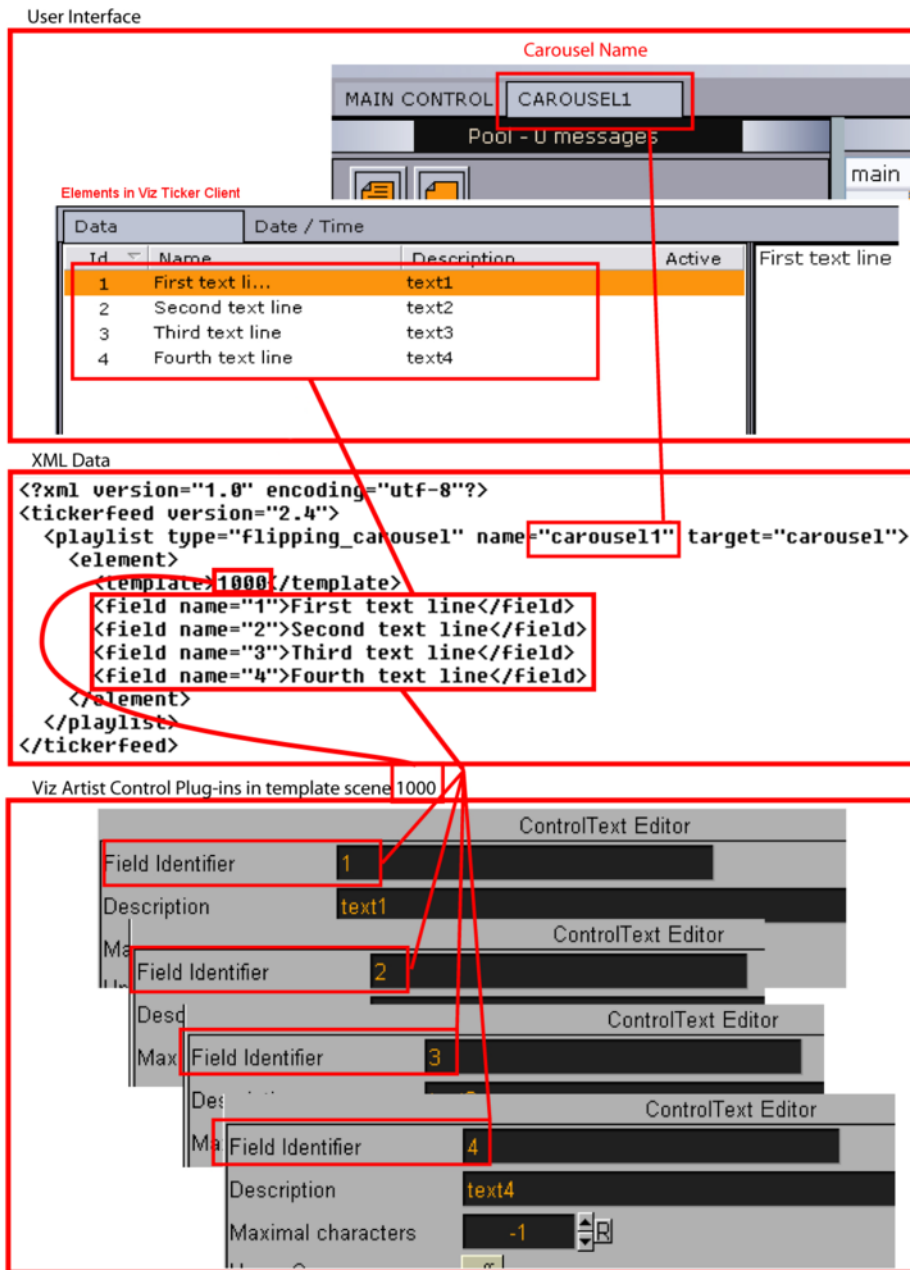 User Interface
Carousel Name
MAIN CONTROL CAROUSEL1
Pool - 0 messages
main
Elements in Viz Ticker Client
Data Date / Time
Id Name Description Active First text line
1 First text li... text1
2 Second text line text2
3 Third text line text3
4 Fourth text line text4
XML Data
<?xml version="1.0" encoding="utf-8"?>
<tickerfeed version="2.4">
<playlist type="flipping_carousel" name="carousel1" target="carousel">
<element>
<template>1000</template>
<field name="1">First text line</field>
<field name="2">Second text line</field>
<field name="3">Third text line</field>
<field name="4">Fourth text line</field>
</element>
</playlist>
</tickerfeed>
Viz Artist Control Plug-ins in template scene 1000
ControlText Editor
Field Identifier 1
Description text1
Ma
ControlText Editor
Field Identifier 2
Desc
ControlText Editor
Max
Field Identifier 3
Des
ControlText Editor
Ma
Field Identifier 4
Description text4
Maximal characters -1 R